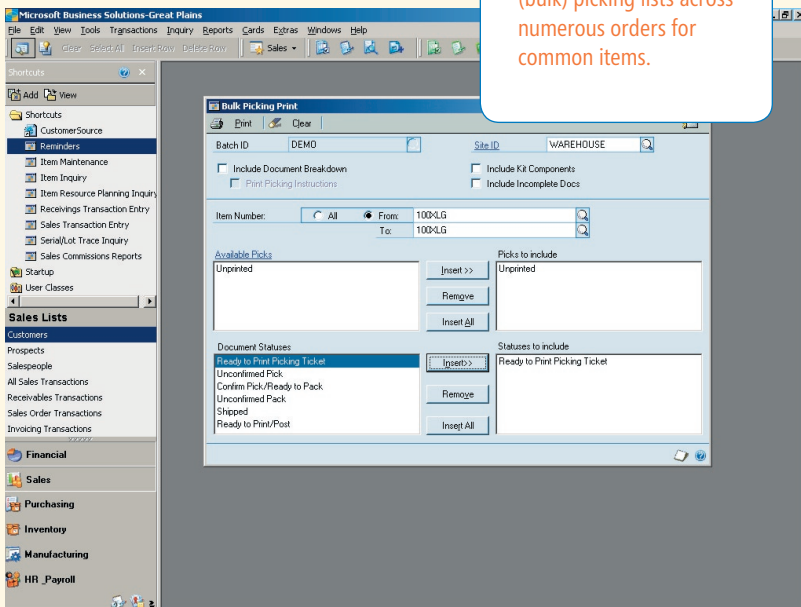 Microsoft Business Solutions-Great Plains
File Edit View Tools Transactions Inquiry Reports Cards Extras Windows Help
Clear Select All Insert Row Delete Row Sales
(bulk) picking lists across
numerous orders for
common items.
Shortcuts
Add View
Shortcuts
CustomerSource
Reminders
Item Maintenance
Item Inquiry
Item Resource Planning Inquiry
Receivings Transaction Entry
Sales Transaction Entry
Serial/Lot Trace Inquiry
Sales Commissions Reports
Startup
User Classes
Sales Lists
Customers
Prospects
Salespeople
All Sales Transactions
Receivables Transactions
Sales Order Transactions
Invoicing Transactions
Financial
Sales
Purchasing
Inventory
Manufacturing
HR_Payroll
Bulk Picking Print
Print Clear
Batch ID DEMO Site ID WAREHOUSE
Include Document Breakdown Include Kit Components
Print Picking Instructions Include Incomplete Docs
Item Number: All From: 100XLG
To: 100XLG
Available Picks Picks to include
Unprinted Insert >> Unprinted
Remove
Insert All
Document Statuses Statuses to include
Ready to Print Picking Ticket Insert>> Ready to Print Picking Ticket
Unconfirmed Pick
Confirm Pick/Ready to Pack
Unconfirmed Pack Remove
Shipped
Ready to Print/Post Insert All